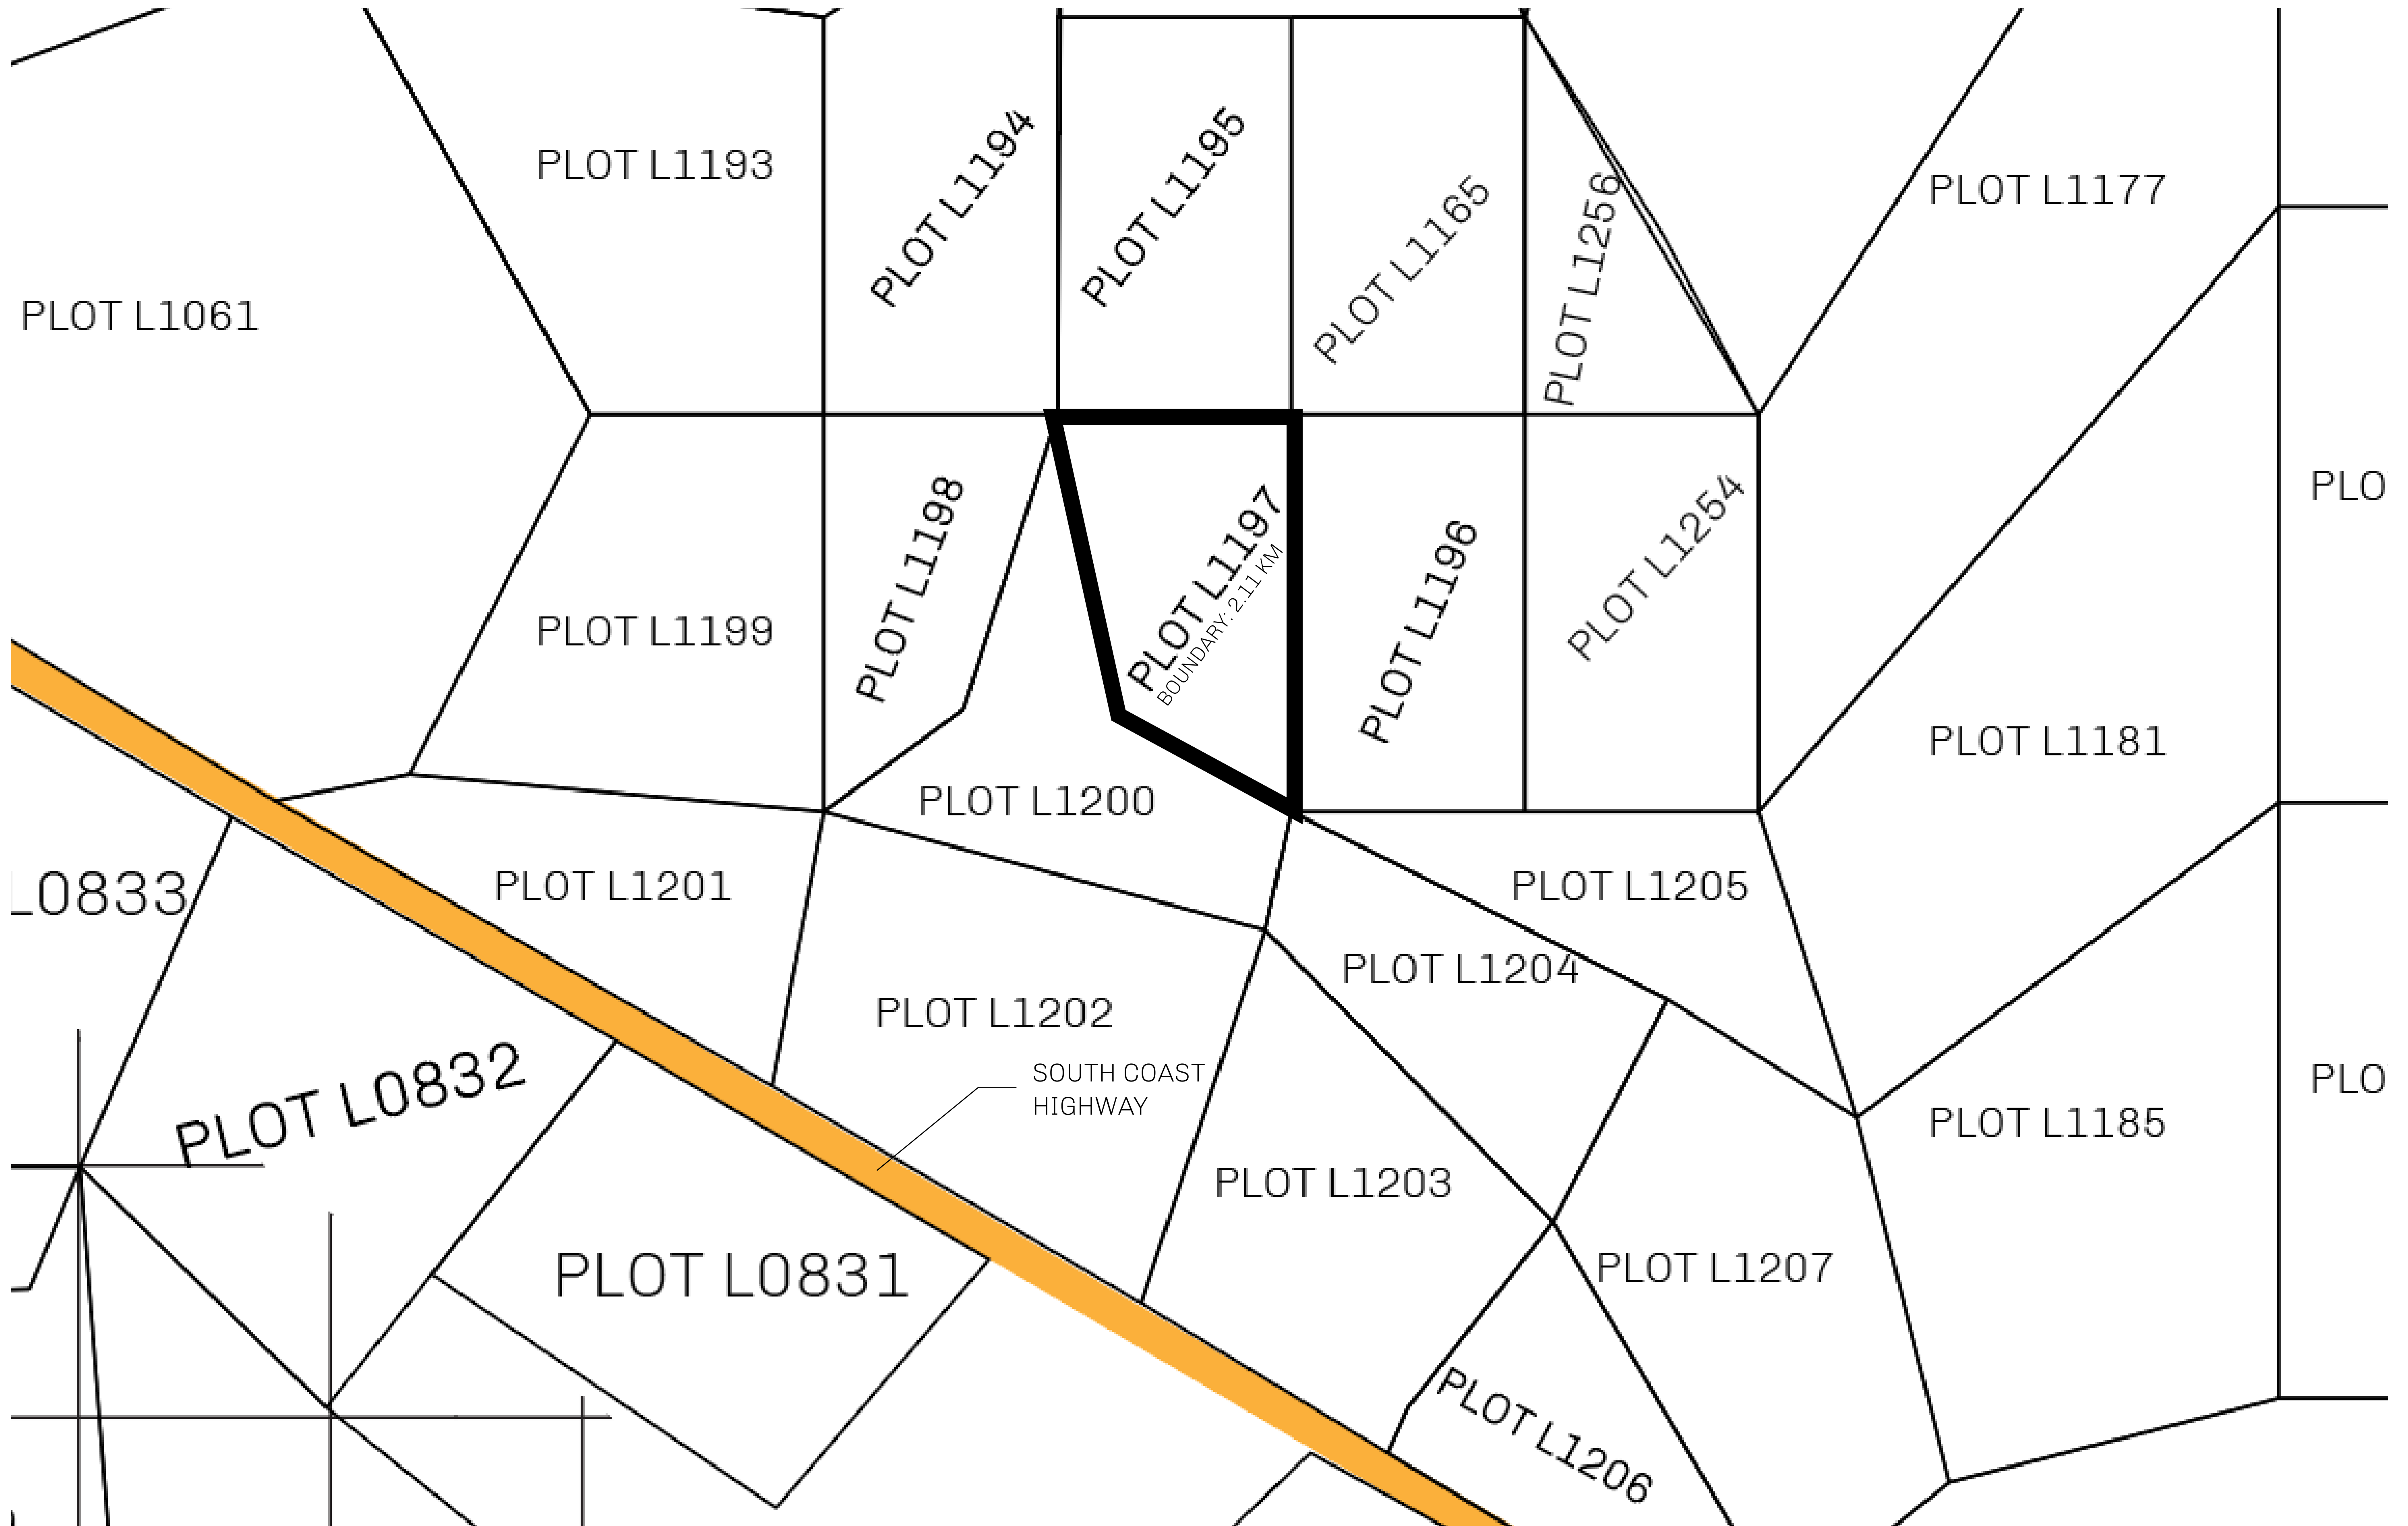 PLOT L1193
PLOT L1194
PLOT L1195
PLOT L1165
PLOT L1256
PLOT L1177
PLOT L1061
PLO
PLOT L1199
PLOT L1198
PLOT L1197
BOUNDARY: 2.11 KM
PLOT L1196
PLOT L1254
PLOT L1181
PLOT L1200
L0833
PLOT L1201
PLOT L1205
PLOT L1204
PLOT L1202
PLOT L0832
SOUTH COAST
HIGHWAY
PLO
PLOT L1185
PLOT L1203
PLOT L0831
PLOT L1207
PLOT L1206